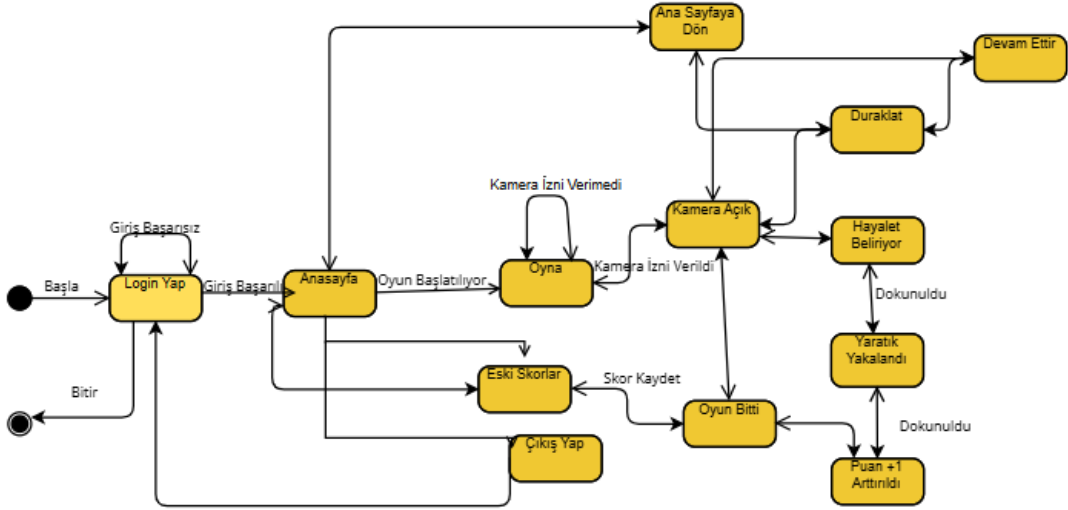 Ana Sayfaya
Dön
Devam Ettir
Duraklat
Kamera İzni Verimedi
Kamera Açık
Giriş Başarısız
Hayalet
Beliriyor
Oyna
Kamera İzni Verildi
Anasayfa
Oyun Başlatılıyor
Login Yap
Giriş Başarılı
Başla
Dokunuldu
Yaratık
Yakalandı
Eski Skorlar
Skor Kaydet
Bitir
Oyun Bitti
Dokunuldu
Çıkış Yap
Puan +1
Arttırıldı